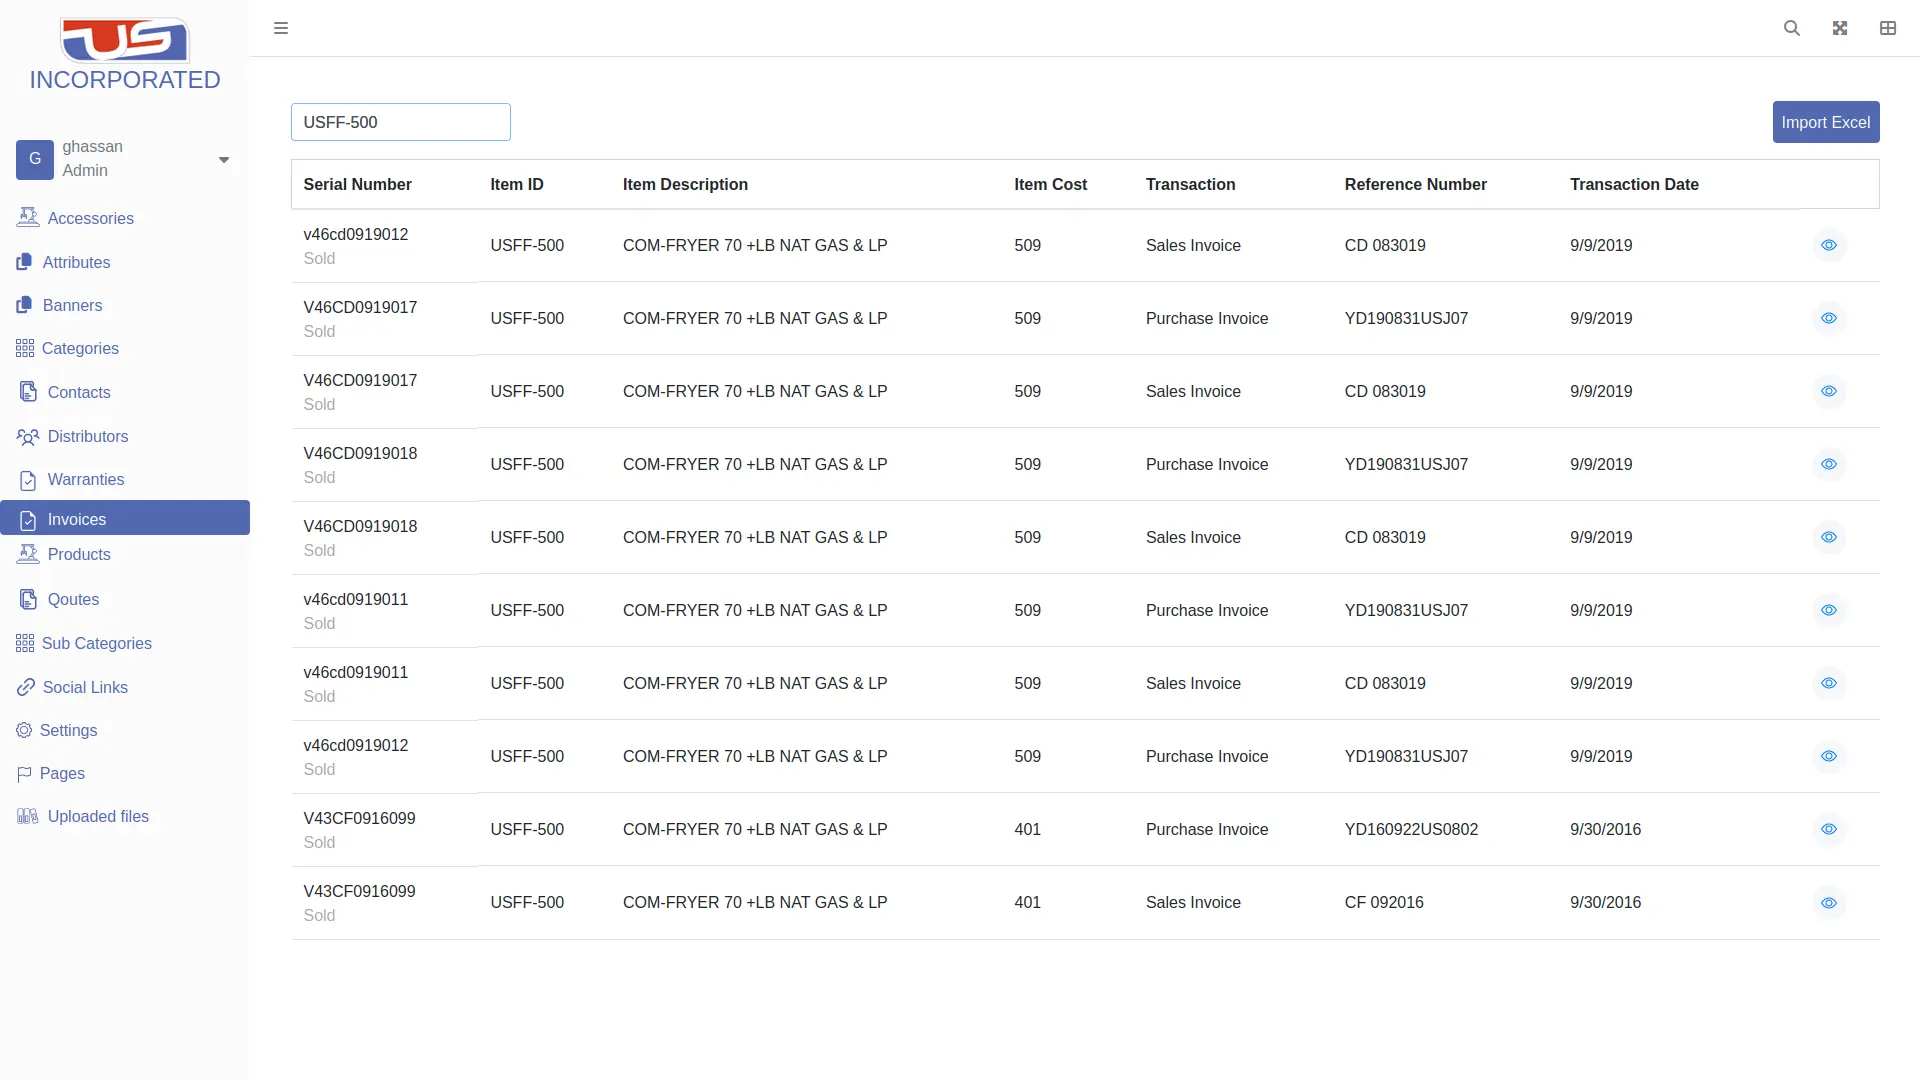 US
INCORPORATED
G
ghassan
Admin
Accessories
Attributes
Banners
Categories
Contacts
Distributors
Warranties
Invoices
Products
Qoutes
Sub Categories
Social Links
Settings
Pages
Uploaded files
USFF-500
Import Excel
Serial Number Item ID Item Description Item Cost Transaction Reference Number Transaction Date
v46cd0919012
Sold
USFF-500 COM-FRYER 70 +LB NAT GAS & LP 509 Sales Invoice CD 083019 9/9/2019
V46CD0919017
Sold
USFF-500 COM-FRYER 70 +LB NAT GAS & LP 509 Purchase Invoice YD190831USJ07 9/9/2019
V46CD0919017
Sold
USFF-500 COM-FRYER 70 +LB NAT GAS & LP 509 Sales Invoice CD 083019 9/9/2019
V46CD0919018
Sold
USFF-500 COM-FRYER 70 +LB NAT GAS & LP 509 Purchase Invoice YD190831USJ07 9/9/2019
V46CD0919018
Sold
USFF-500 COM-FRYER 70 +LB NAT GAS & LP 509 Sales Invoice CD 083019 9/9/2019
v46cd0919011
Sold
USFF-500 COM-FRYER 70 +LB NAT GAS & LP 509 Purchase Invoice YD190831USJ07 9/9/2019
v46cd0919011
Sold
USFF-500 COM-FRYER 70 +LB NAT GAS & LP 509 Sales Invoice CD 083019 9/9/2019
v46cd0919012
Sold
USFF-500 COM-FRYER 70 +LB NAT GAS & LP 509 Purchase Invoice YD190831USJ07 9/9/2019
V43CF0916099
Sold
USFF-500 COM-FRYER 70 +LB NAT GAS & LP 401 Purchase Invoice YD160922US0802 9/30/2016
V43CF0916099
Sold
USFF-500 COM-FRYER 70 +LB NAT GAS & LP 401 Sales Invoice CF 092016 9/30/2016